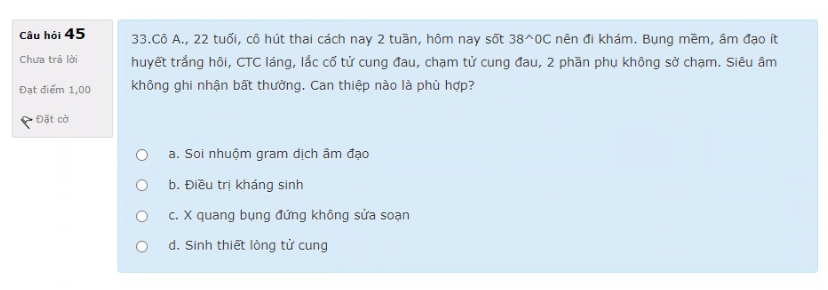 Câu hỏi 45
Chưa trả lời
Đạt điểm 1,00
Đặt cờ
33.Cô A., 22 tuổi, cô hút thai cách nay 2 tuần, hôm nay sốt 38^0C nên đi khám. Bụng mềm, âm đạo ít
huyết trắng hôi, CTC láng, lắc cổ tử cung đau, chạm tử cung đau, 2 phần phụ không sờ chạm. Siêu âm
không ghi nhận bất thường. Can thiệp nào là phù hợp?
a. Soi nhuộm gram dịch âm đạo
b. Điều trị kháng sinh
c. X quang bụng đứng không sửa soạn
d. Sinh thiết lòng tử cung